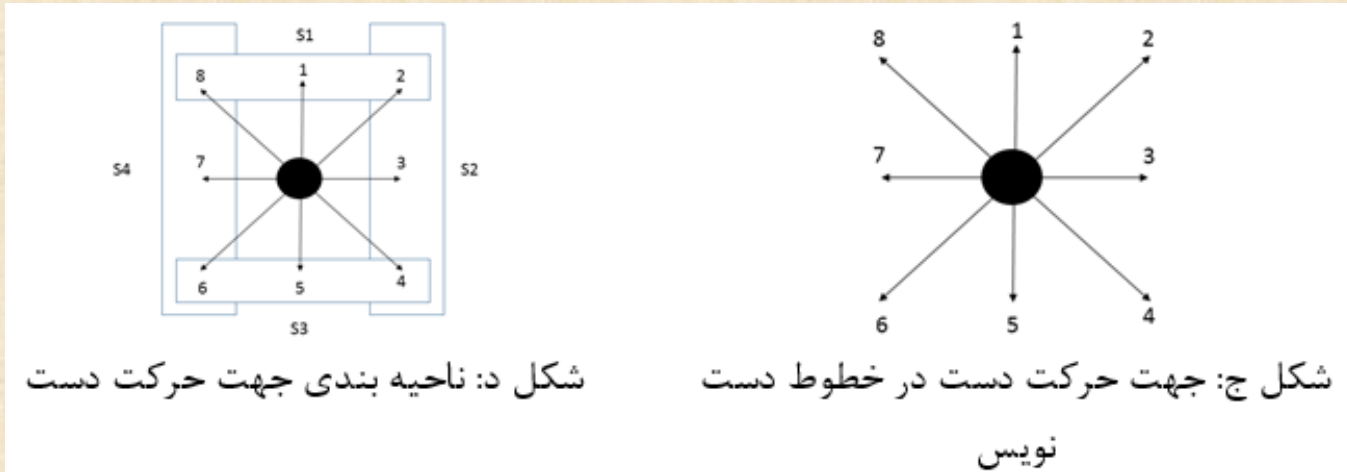 S1
8 1 2
S4 7 3 S2
6 5 4
S3
8 1 2
7 3
6 5 4
شکل ج: جهت حرکت دست در خطوط دست
نویس
شکل د: ناحیه بندی جهت حرکت دست